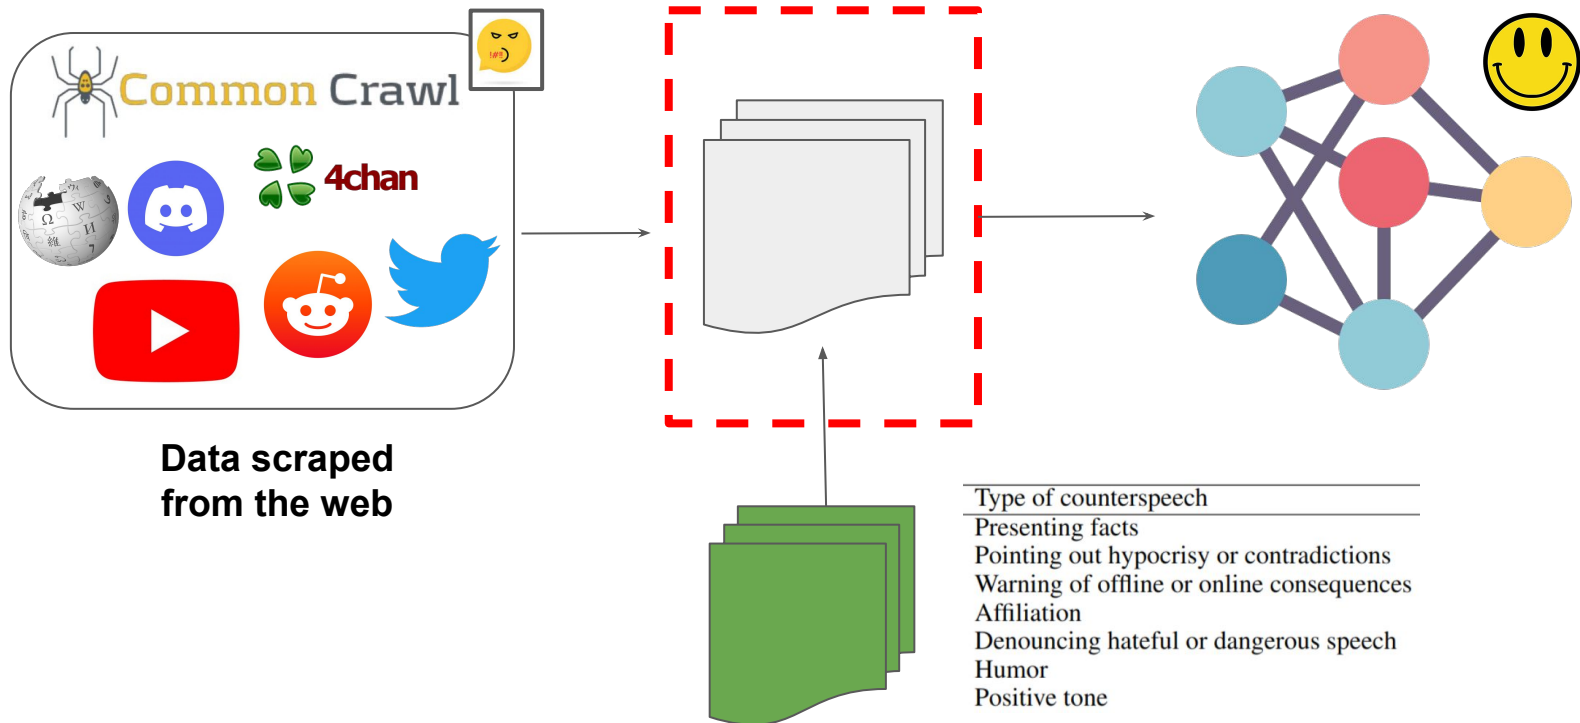 Common Crawl
4chan
Data scraped
from the web
Type of counterspeech
Presenting facts
Pointing out hypocrisy or contradictions
Warning of offline or online consequences
Affiliation
Denouncing hateful or dangerous speech
Humor
Positive tone